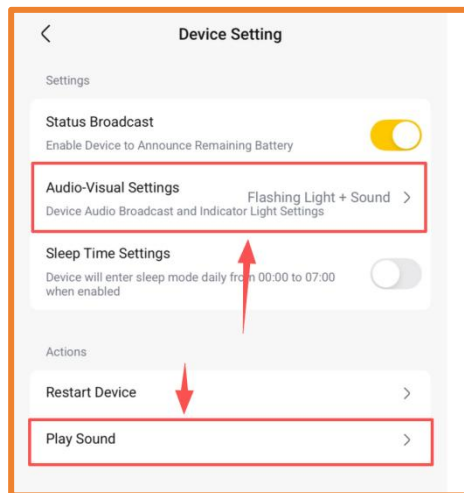 Device Setting
Settings
Status Broadcast
Enable Device to Announce Remaining Battery
Audio-Visual Settings
Flashing Light + Sound
Device Audio Broadcast and Indicator Light Settings
Sleep Time Settings
Device will enter sleep mode daily from 00:00 to 07:00
when enabled
Actions
Restart Device
Play Sound